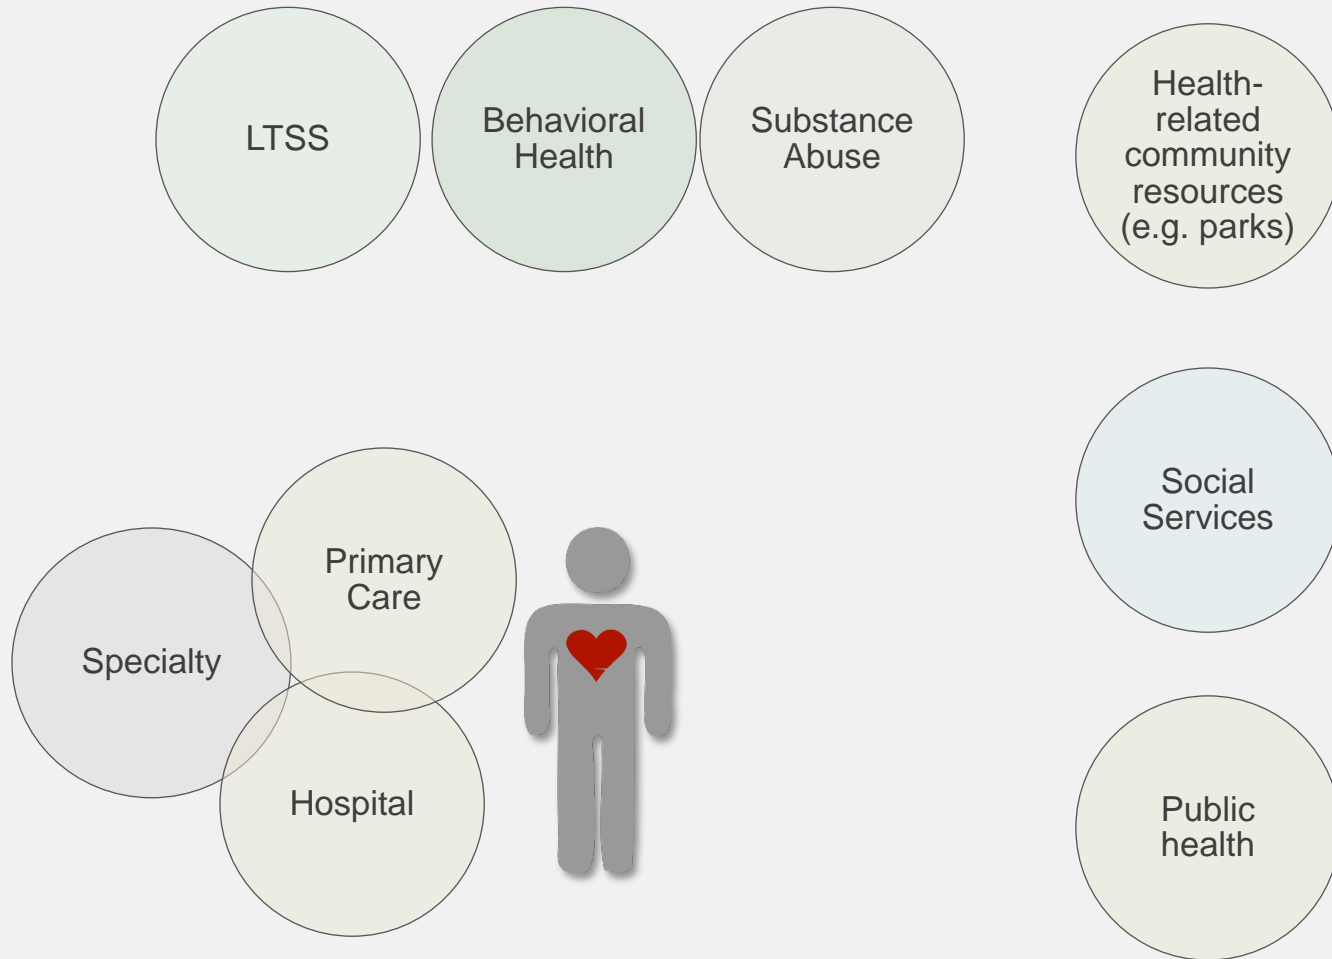 LTSS
Behavioral
Health
Substance
Abuse
Health-
related
community
resources
(e.g. parks)
Social
Services
Primary
Care
Specialty
Hospital
Public
health